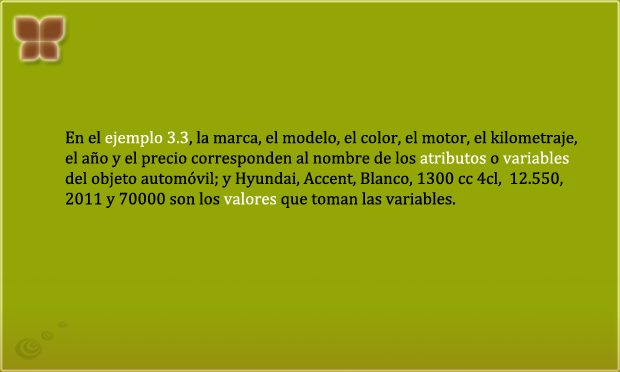 En el ejemplo 3.3, la marca, el modelo, el color, el motor, el kilometraje,
el año y el precio corresponden al nombre de los atributos o variables
del objeto automóvil; y Hyundai, Accent, Blanco, 1300 cc 4cl,  12.550,
2011 y 70000 son los valores que toman las variables.